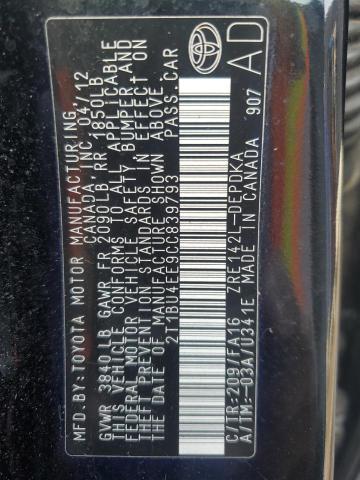 MFD.BY:TOYOTA MOTOR MANUFACTURING,
CANADA,INC. 04/12
GVWR 3840LB GAWR FR 2090LB RR 1850LB
THIS VEHICLE CONFORMS TO ALL APPLICABLE
FEDERAL MOTOR VEHICLE SAFETY,BUMPER,AND
THEFT PREVENTION STANDARDS IN EFFECT ON
THE DATE OF MANUFACTURE SHOWN ABOVE.
2T1BU4EE9CC839793 PASS.CAR
C/TR:209/FA16 ZRE142L-DEPDKA
A/TM:-03A/U341E MADE IN CANADA 907
TOYOTA
AD